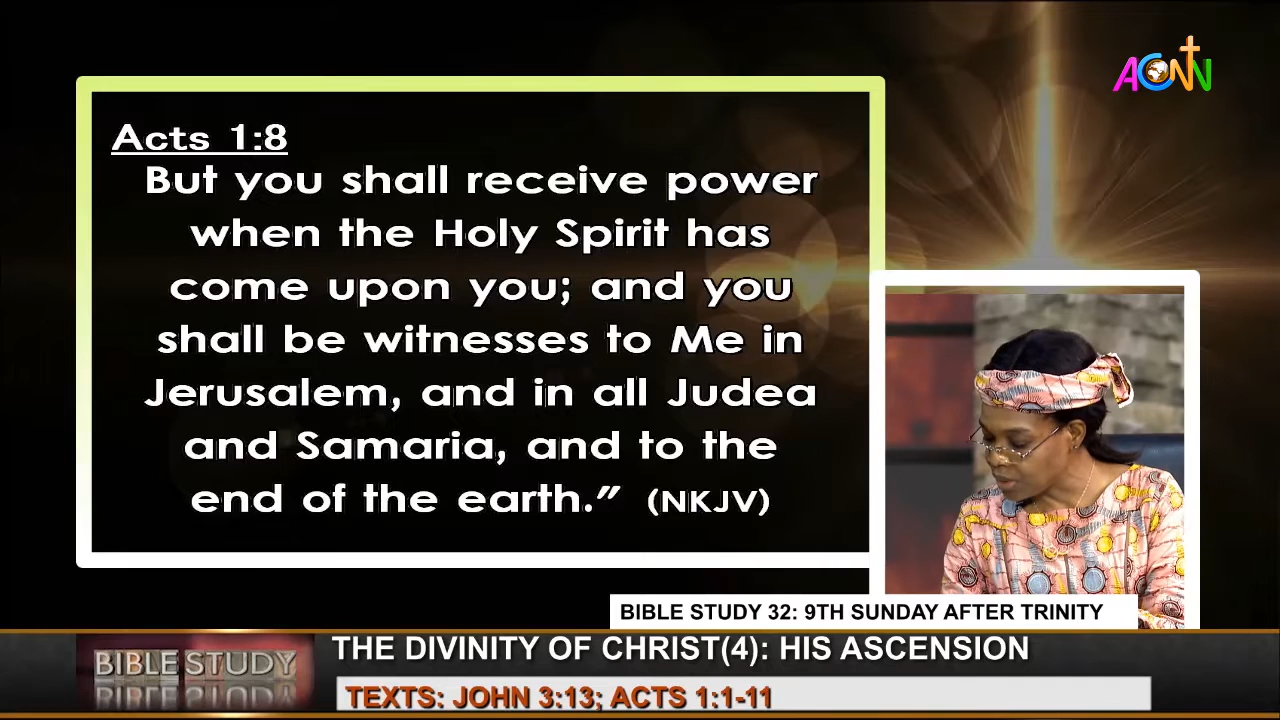 ACNN
Acts 1:8
But you shall receive power
when the Holy Spirit has
come upon you; and you
shall be witnesses to Me in
Jerusalem, and in all Judea
and Samaria, and to the
end of the earth.” (NKJV)
BIBLE STUDY 32: 9TH SUNDAY AFTER TRINITY
BIBLE STUDY
THE DIVINITY OF CHRIST(4): HIS ASCENSION
TEXTS: JOHN 3:13; ACTS 1:1-11